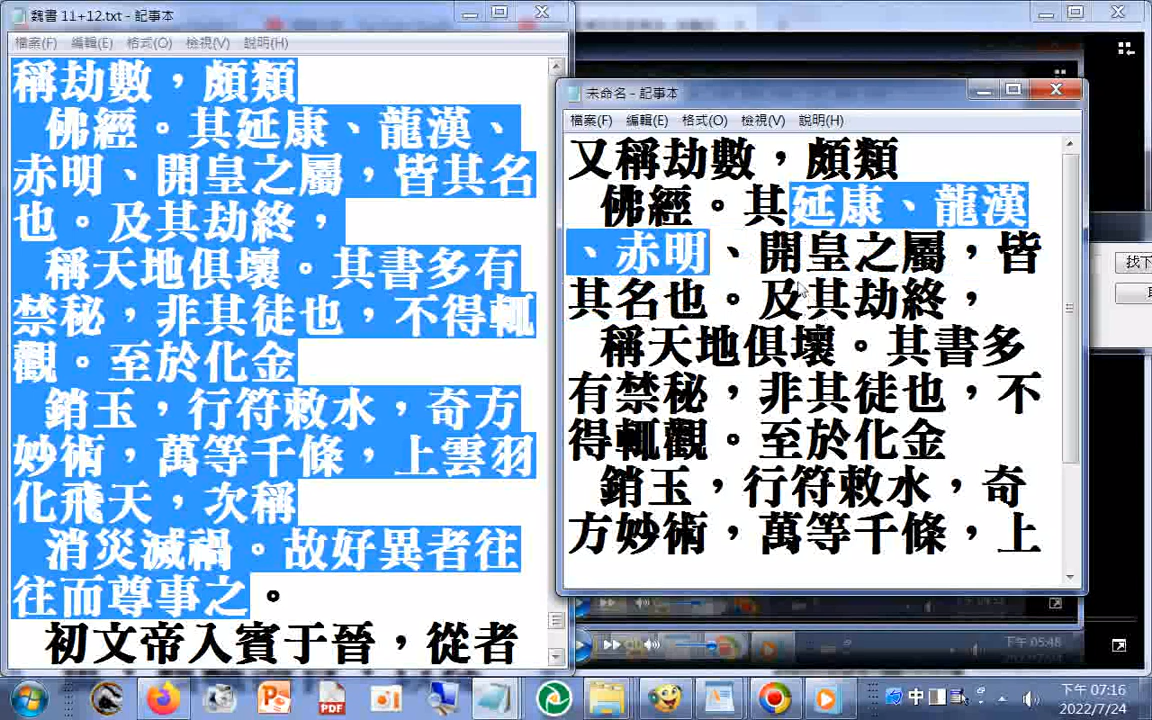 魏書 11+12.txt - 記事本
檔案(F) 編輯(E) 格式(O) 檢視(V) 說明(H)
稱劫數，頗類
佛經。其延康、龍漢、
赤明、開皇之屬，皆其名
也。及其劫終，
稱天地俱壞。其書多有
禁秘，非其徒也，不得輒
觀。至於化金
銷玉，行符敕水，奇方
妙術，萬等千條，上雲羽
化飛天，次稱
消災滅禍。故好異者往
往而尊事之。
初文帝入賓于晉，從者
未命名 - 記事本
檔案(F) 編輯(E) 格式(O) 檢視(V) 說明(H)
又稱劫數，頗類
佛經。其延康、龍漢
、赤明、開皇之屬，皆
其名也。及其劫終，
稱天地俱壞。其書多
有禁秘，非其徒也，不
得輒觀。至於化金
銷玉，行符敕水，奇
方妙術，萬等千條，上
找下
下午 05:48
2022/7/24
中
下午 07:16
2022/7/24